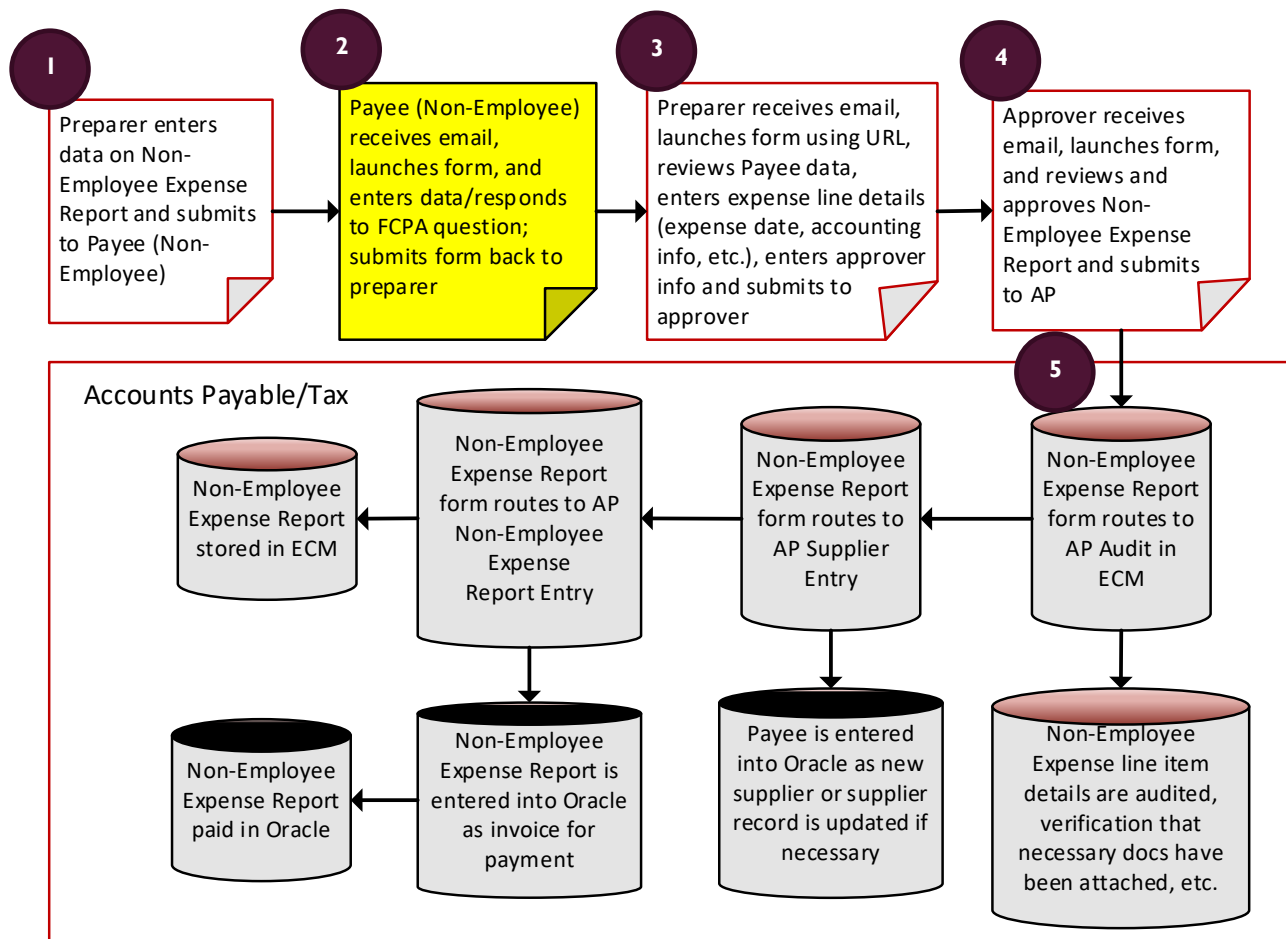 1
Preparer enters
data on Non-
Employee Expense
Report and submits
to Payee (Non-
Employee)
2
Payee (Non-Employee)
receives email,
launches form, and
enters data/responds
to FCPA question;
submits form back to
preparer
3
Preparer receives email,
launches form using URL,
reviews Payee data,
enters expense line details
(expense date, accounting
info, etc.), enters approver
info and submits to
approver
4
Approver receives
email, launches form,
and reviews and
approves Non-
Employee Expense
Report and submits
to AP
5
Accounts Payable/Tax
Non-Employee
Expense Report
form routes to
AP Audit in
ECM
Non-Employee
Expense Report
form routes to
AP Supplier
Entry
Non-Employee
Expense Report
form routes to AP
Non-Employee
Expense
Report Entry
Non-Employee
Expense Report
stored in ECM
Non-Employee
Expense line item
details are audited,
verification that
necessary docs have
been attached, etc.
Payee is entered
into Oracle as new
supplier or supplier
record is updated if
necessary
Non-Employee
Expense Report is
entered into Oracle
as invoice for
payment
Non-Employee
Expense Report
paid in Oracle